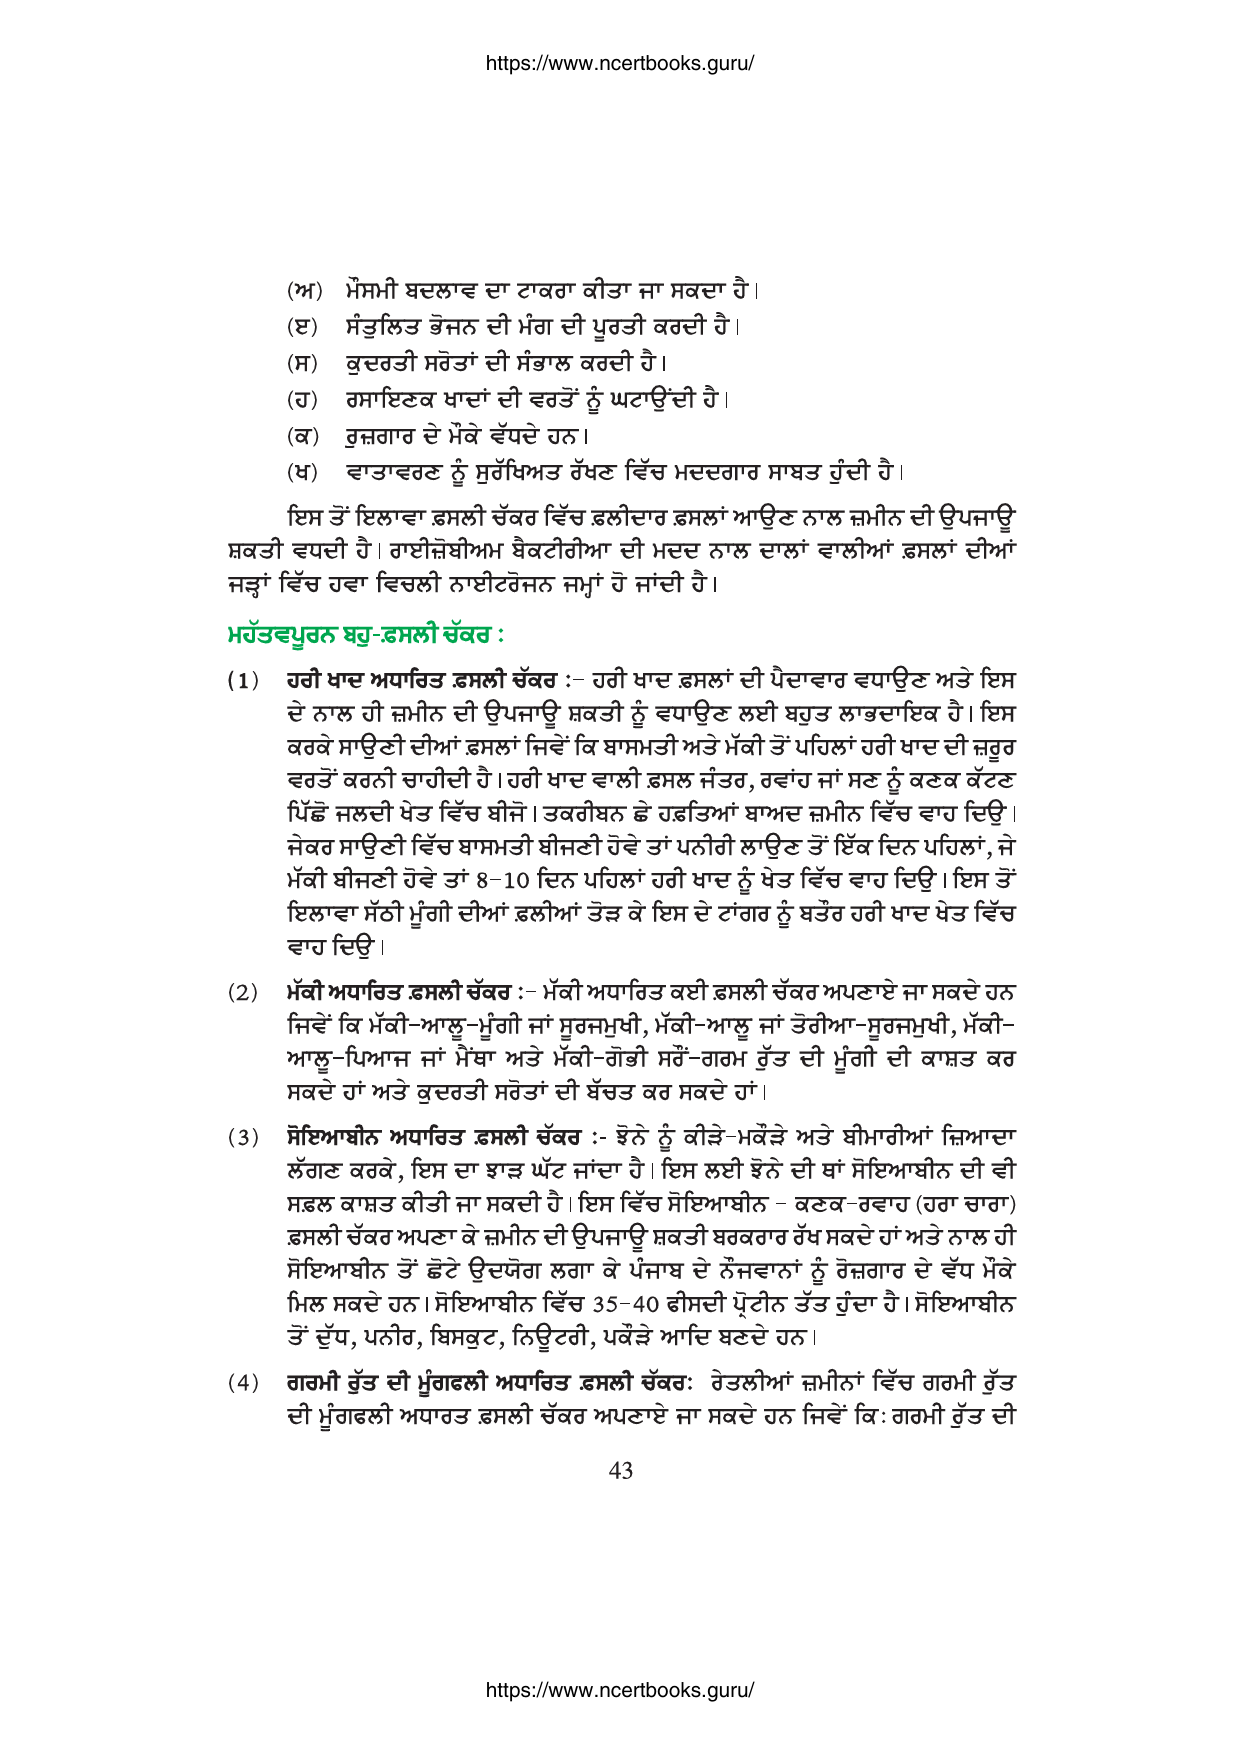 https://www.ncertbooks.guru/
(ਅ) ਮੌਸਮੀ ਬਦਲਾਵ ਦਾ ਟਾਕਰਾ ਕੀਤਾ ਜਾ ਸਕਦਾ ਹੈ।
(ੲ) ਸੰਤੁਲਿਤ ਭੋਜਨ ਦੀ ਮੰਗ ਦੀ ਪੂਰਤੀ ਕਰਦੀ ਹੈ।
(ਸ) ਕੁਦਰਤੀ ਸਰੋਤਾਂ ਦੀ ਸੰਭਾਲ ਕਰਦੀ ਹੈ।
(ਹ) ਰਸਾਇਣਕ ਖਾਦਾਂ ਦੀ ਵਰਤੋਂ ਨੂੰ ਘਟਾਉਂਦੀ ਹੈ।
(ਕ) ਰੁਜ਼ਗਾਰ ਦੇ ਮੌਕੇ ਵੱਧਦੇ ਹਨ।
(ਖ) ਵਾਤਾਵਰਣ ਨੂੰ ਸੁਰੱਖਿਅਤ ਰੱਖਣ ਵਿੱਚ ਮਦਦਗਾਰ ਸਾਬਤ ਹੁੰਦੀ ਹੈ।
ਇਸ ਤੋਂ ਇਲਾਵਾ ਫ਼ਸਲੀ ਚੱਕਰ ਵਿੱਚ ਫ਼ਲੀਦਾਰ ਫ਼ਸਲਾਂ ਆਉਣ ਨਾਲ ਜ਼ਮੀਨ ਦੀ ਉਪਜਾਊ
ਸ਼ਕਤੀ ਵਧਦੀ ਹੈ। ਰਾਈਜ਼ੋਬੀਅਮ ਬੈਕਟੀਰੀਆ ਦੀ ਮਦਦ ਨਾਲ ਦਾਲਾਂ ਵਾਲੀਆਂ ਫ਼ਸਲਾਂ ਦੀਆਂ
ਜੜ੍ਹਾਂ ਵਿੱਚ ਹਵਾ ਵਿਚਲੀ ਨਾਈਟਰੋਜਨ ਜਮ੍ਹਾਂ ਹੋ ਜਾਂਦੀ ਹੈ।
ਮਹੱਤਵਪੂਰਨ ਬਹੁ-ਫ਼ਸਲੀ ਚੱਕਰ :
(1) ਹਰੀ ਖਾਦ ਅਧਾਰਿਤ ਫ਼ਸਲੀ ਚੱਕਰ :– ਹਰੀ ਖਾਦ ਫ਼ਸਲਾਂ ਦੀ ਪੈਦਾਵਾਰ ਵਧਾਉਣ ਅਤੇ ਇਸ
ਦੇ ਨਾਲ ਹੀ ਜ਼ਮੀਨ ਦੀ ਉਪਜਾਊ ਸ਼ਕਤੀ ਨੂੰ ਵਧਾਉਣ ਲਈ ਬਹੁਤ ਲਾਭਦਾਇਕ ਹੈ। ਇਸ
ਕਰਕੇ ਸਾਉਣੀ ਦੀਆਂ ਫ਼ਸਲਾਂ ਜਿਵੇਂ ਕਿ ਬਾਸਮਤੀ ਅਤੇ ਮੱਕੀ ਤੋਂ ਪਹਿਲਾਂ ਹਰੀ ਖਾਦ ਦੀ ਜ਼ਰੂਰ
ਵਰਤੋਂ ਕਰਨੀ ਚਾਹੀਦੀ ਹੈ। ਹਰੀ ਖਾਦ ਵਾਲੀ ਫ਼ਸਲ ਜੰਤਰ, ਰਵਾਂਹ ਜਾਂ ਸਣ ਨੂੰ ਕਣਕ ਕੱਟਣ
ਪਿੱਛੋ ਜਲਦੀ ਖੇਤ ਵਿੱਚ ਬੀਜੋ। ਤਕਰੀਬਨ ਛੇ ਹਫ਼ਤਿਆਂ ਬਾਅਦ ਜ਼ਮੀਨ ਵਿੱਚ ਵਾਹ ਦਿਉ।
ਜੇਕਰ ਸਾਉਣੀ ਵਿੱਚ ਬਾਸਮਤੀ ਬੀਜਣੀ ਹੋਵੇ ਤਾਂ ਪਨੀਰੀ ਲਾਉਣ ਤੋਂ ਇੱਕ ਦਿਨ ਪਹਿਲਾਂ, ਜੇ
ਮੱਕੀ ਬੀਜਣੀ ਹੋਵੇ ਤਾਂ 8–10 ਦਿਨ ਪਹਿਲਾਂ ਹਰੀ ਖਾਦ ਨੂੰ ਖੇਤ ਵਿੱਚ ਵਾਹ ਦਿਉ। ਇਸ ਤੋਂ
ਇਲਾਵਾ ਸੱਠੀ ਮੂੰਗੀ ਦੀਆਂ ਫ਼ਲੀਆਂ ਤੋੜ ਕੇ ਇਸ ਦੇ ਟਾਂਗਰ ਨੂੰ ਬਤੌਰ ਹਰੀ ਖਾਦ ਖੇਤ ਵਿੱਚ
ਵਾਹ ਦਿਉ।
(2) ਮੱਕੀ ਅਧਾਰਿਤ ਫ਼ਸਲੀ ਚੱਕਰ :– ਮੱਕੀ ਅਧਾਰਿਤ ਕਈ ਫ਼ਸਲੀ ਚੱਕਰ ਅਪਣਾਏ ਜਾ ਸਕਦੇ ਹਨ
ਜਿਵੇਂ ਕਿ ਮੱਕੀ–ਆਲੂ–ਮੂੰਗੀ ਜਾਂ ਸੂਰਜਮੁਖੀ, ਮੱਕੀ–ਆਲੂ ਜਾਂ ਤੋਰੀਆ–ਸੂਰਜਮੁਖੀ, ਮੱਕੀ–
ਆਲੂ–ਪਿਆਜ ਜਾਂ ਮੈਂਥਾ ਅਤੇ ਮੱਕੀ–ਗੋਭੀ ਸਰੌਂ–ਗਰਮ ਰੁੱਤ ਦੀ ਮੂੰਗੀ ਦੀ ਕਾਸ਼ਤ ਕਰ
ਸਕਦੇ ਹਾਂ ਅਤੇ ਕੁਦਰਤੀ ਸਰੋਤਾਂ ਦੀ ਬੱਚਤ ਕਰ ਸਕਦੇ ਹਾਂ।
(3) ਸੋਇਆਬੀਨ ਅਧਾਰਿਤ ਫ਼ਸਲੀ ਚੱਕਰ :- ਝੋਨੇ ਨੂੰ ਕੀੜੇ–ਮਕੌੜੇ ਅਤੇ ਬੀਮਾਰੀਆਂ ਜ਼ਿਆਦਾ
ਲੱਗਣ ਕਰਕੇ, ਇਸ ਦਾ ਝਾੜ ਘੱਟ ਜਾਂਦਾ ਹੈ। ਇਸ ਲਈ ਝੋਨੇ ਦੀ ਥਾਂ ਸੋਇਆਬੀਨ ਦੀ ਵੀ
ਸਫ਼ਲ ਕਾਸ਼ਤ ਕੀਤੀ ਜਾ ਸਕਦੀ ਹੈ। ਇਸ ਵਿੱਚ ਸੋਇਆਬੀਨ – ਕਣਕ–ਰਵਾਹ (ਹਰਾ ਚਾਰਾ)
ਫ਼ਸਲੀ ਚੱਕਰ ਅਪਣਾ ਕੇ ਜ਼ਮੀਨ ਦੀ ਉਪਜਾਊ ਸ਼ਕਤੀ ਬਰਕਰਾਰ ਰੱਖ ਸਕਦੇ ਹਾਂ ਅਤੇ ਨਾਲ ਹੀ
ਸੋਇਆਬੀਨ ਤੋਂ ਛੋਟੇ ਉਦਯੋਗ ਲਗਾ ਕੇ ਪੰਜਾਬ ਦੇ ਨੌਜਵਾਨਾਂ ਨੂੰ ਰੋਜ਼ਗਾਰ ਦੇ ਵੱਧ ਮੌਕੇ
ਮਿਲ ਸਕਦੇ ਹਨ। ਸੋਇਆਬੀਨ ਵਿੱਚ 35–40 ਫੀਸਦੀ ਪ੍ਰੋਟੀਨ ਤੱਤ ਹੁੰਦਾ ਹੈ। ਸੋਇਆਬੀਨ
ਤੋਂ ਦੁੱਧ, ਪਨੀਰ, ਬਿਸਕੁਟ, ਨਿਊਟਰੀ, ਪਕੌੜੇ ਆਦਿ ਬਣਦੇ ਹਨ।
(4) ਗਰਮੀ ਰੁੱਤ ਦੀ ਮੂੰਗਫਲੀ ਅਧਾਰਿਤ ਫ਼ਸਲੀ ਚੱਕਰ: ਰੇਤਲੀਆਂ ਜ਼ਮੀਨਾਂ ਵਿੱਚ ਗਰਮੀ ਰੁੱਤ
ਦੀ ਮੂੰਗਫਲੀ ਅਧਾਰਤ ਫ਼ਸਲੀ ਚੱਕਰ ਅਪਣਾਏ ਜਾ ਸਕਦੇ ਹਨ ਜਿਵੇਂ ਕਿ: ਗਰਮੀ ਰੁੱਤ ਦੀ
43
https://www.ncertbooks.guru/